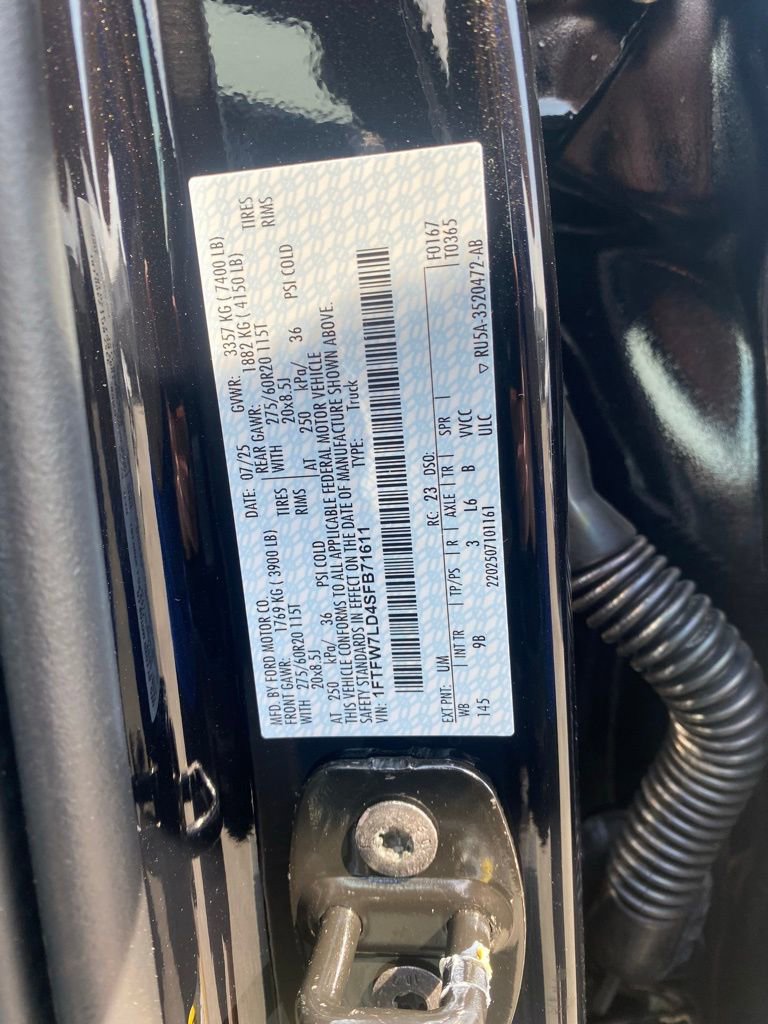 MFD. BY FORD MOTOR CO.
DATE: 07/25 GVWR: 3357 KG ( 7400 LB)
FRONT GAWR: 1769 KG ( 3900 LB) REAR GAWR: 1882 KG ( 4150 LB)
WITH 275/60R20 115T TIRES WITH 275/60R20 115T TIRES
20x8.5J RIMS 20x8.5J RIMS
AT 250 kPa/ 36 PSI COLD AT 250 kPa/ 36 PSI COLD
THIS VEHICLE CONFORMS TO ALL APPLICABLE FEDERAL MOTOR VEHICLE
SAFETY STANDARDS IN EFFECT ON THE DATE OF MANUFACTURE SHOWN ABOVE.
VIN: 1FTFW7LD4SFB71611 TYPE: Truck
F0167
EXT PNT: UM RC: 23 DSO: T0365
WB INT TR TP/PS R AXLE TR SPR
145 9B 3 L6 B VVCC
2202507101161 ULC ▽ RU5A-3520472-AB